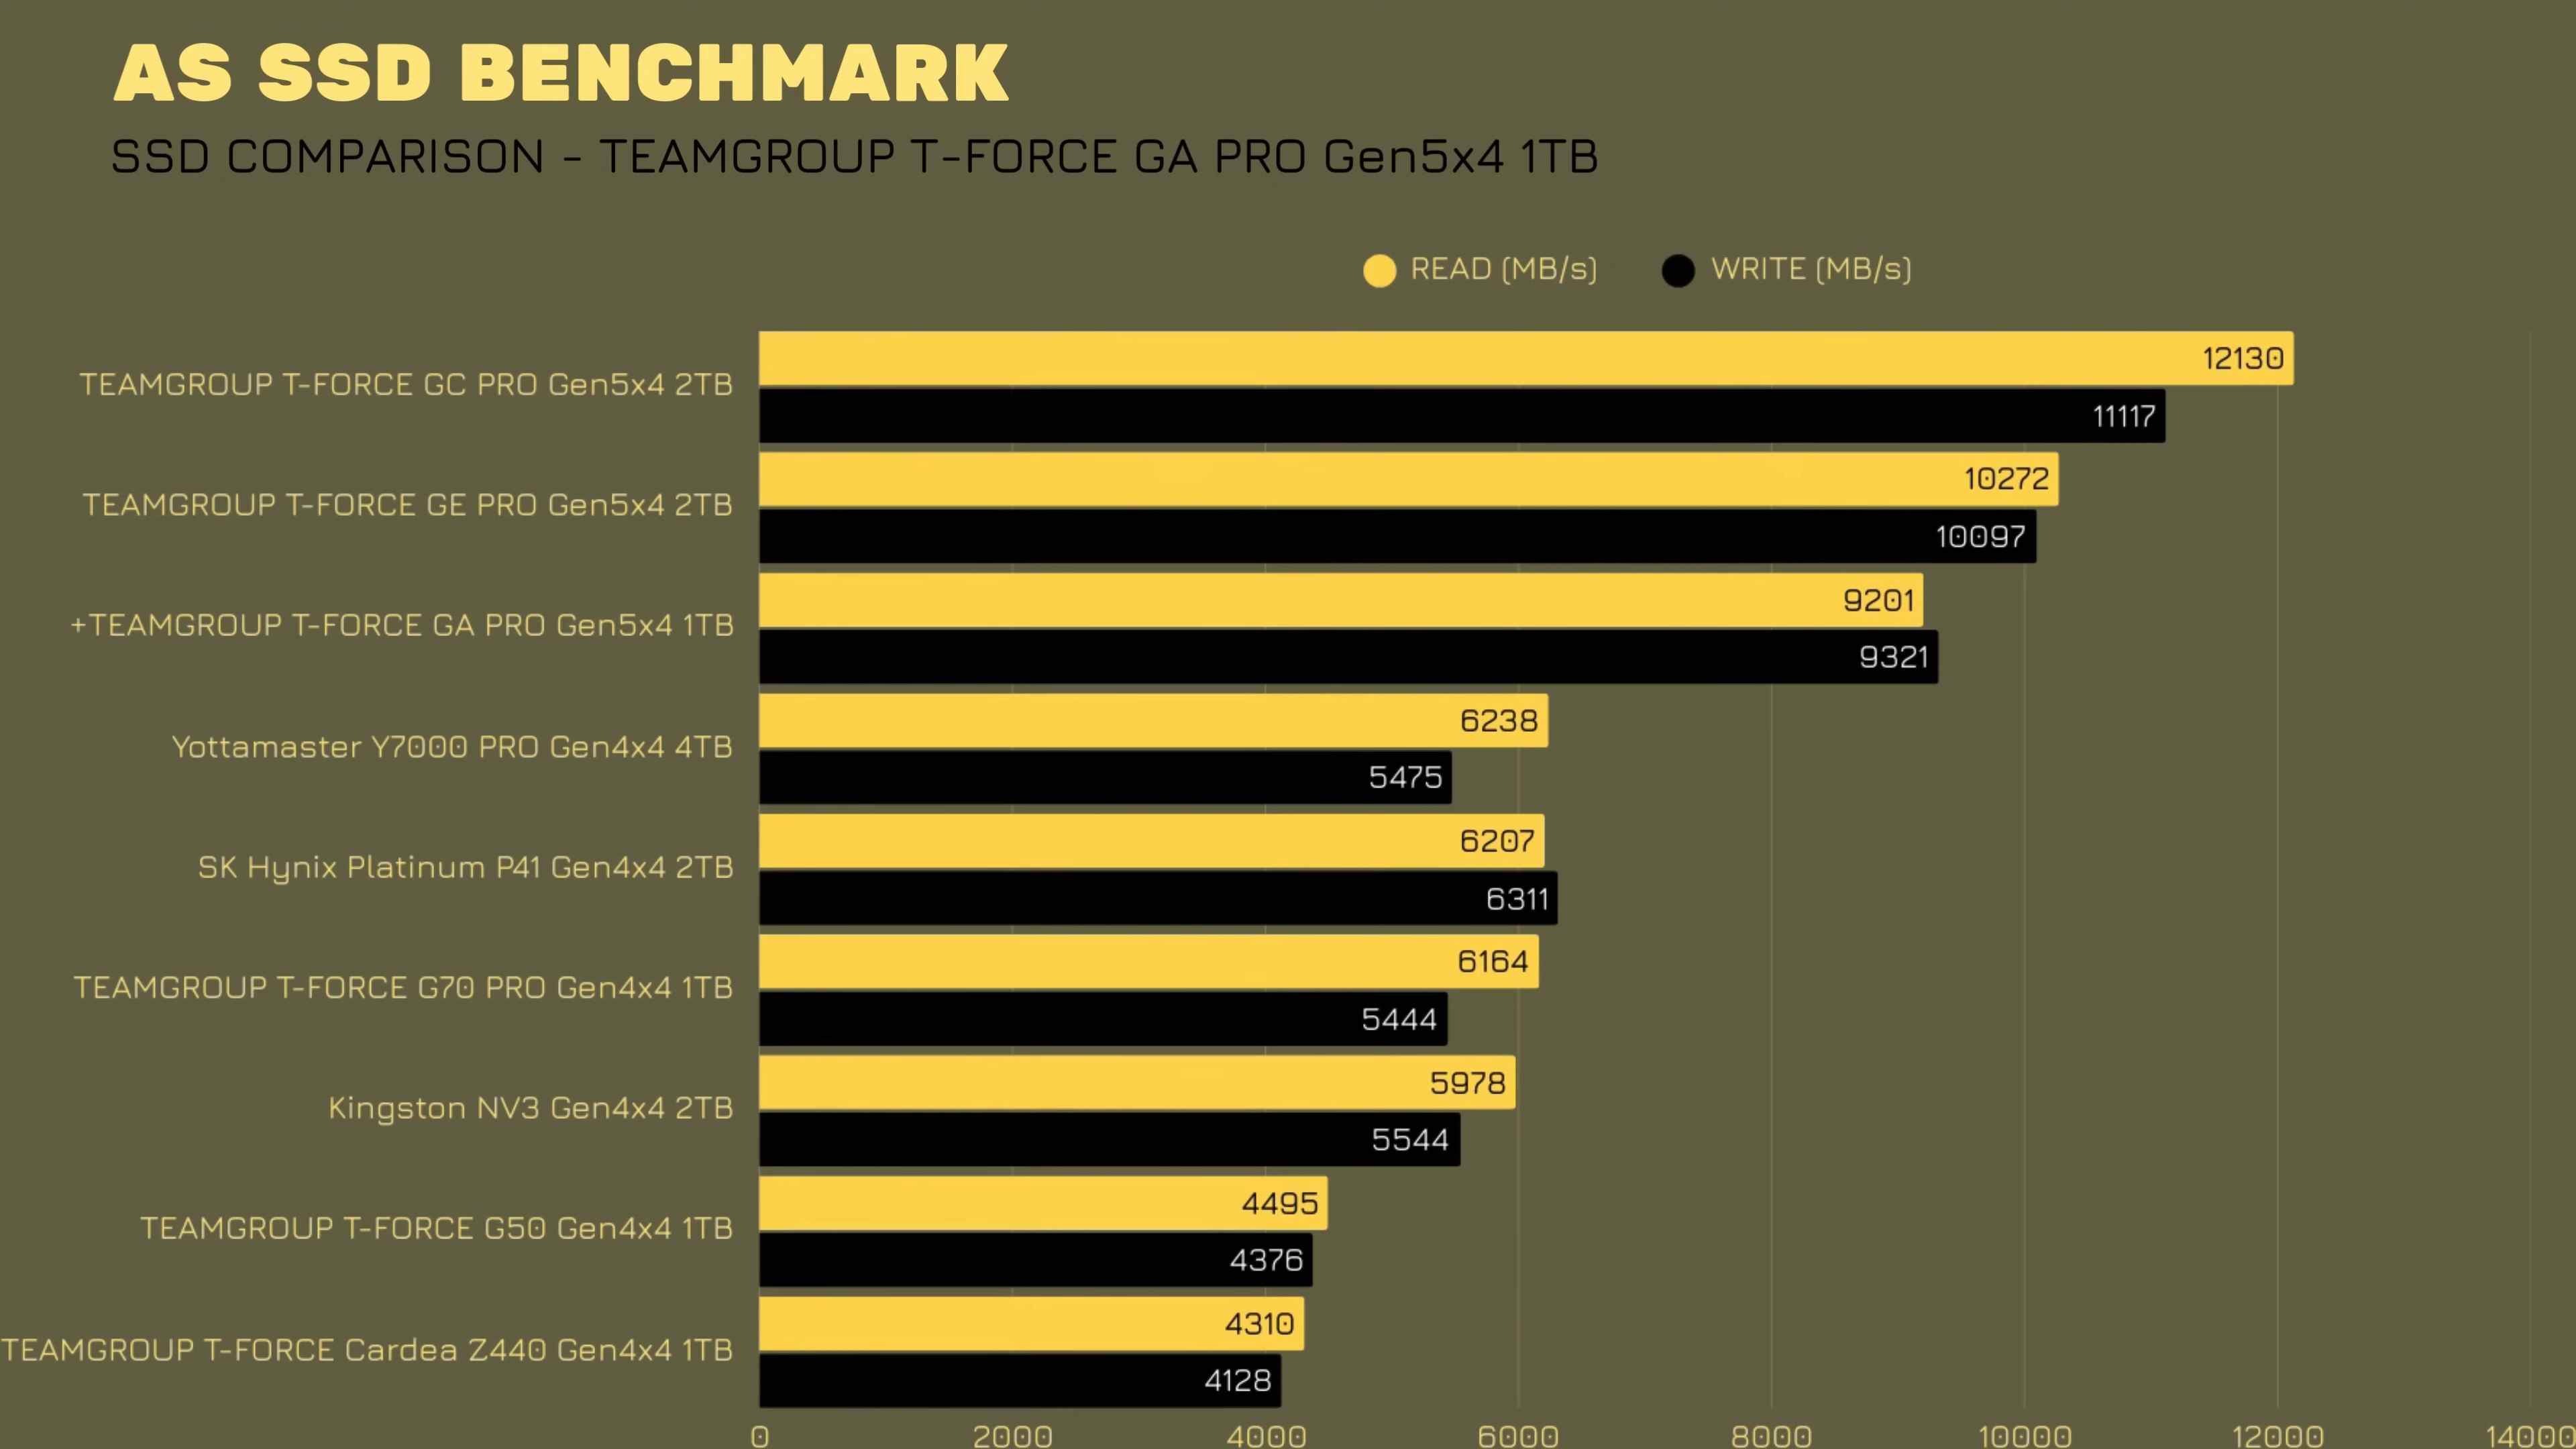 AS SSD BENCHMARK
SSD COMPARISON - TEAMGROUP T-FORCE GA PRO Gen5x4 1TB
READ (MB/s) WRITE (MB/s)
TEAMGROUP T-FORCE GC PRO Gen5x4 2TB
12130
11117
TEAMGROUP T-FORCE GE PRO Gen5x4 2TB
10272
10097
+TEAMGROUP T-FORCE GA PRO Gen5x4 1TB
9201
9321
Yottamaster Y7000 PRO Gen4x4 4TB
6238
5475
SK Hynix Platinum P41 Gen4x4 2TB
6207
6311
TEAMGROUP T-FORCE G70 PRO Gen4x4 1TB
6164
5444
Kingston NV3 Gen4x4 2TB
5978
5544
TEAMGROUP T-FORCE G50 Gen4x4 1TB
4495
4376
TEAMGROUP T-FORCE Cardea Z440 Gen4x4 1TB
4310
4128
0 2000 4000 6000 8000 10000 12000 14000